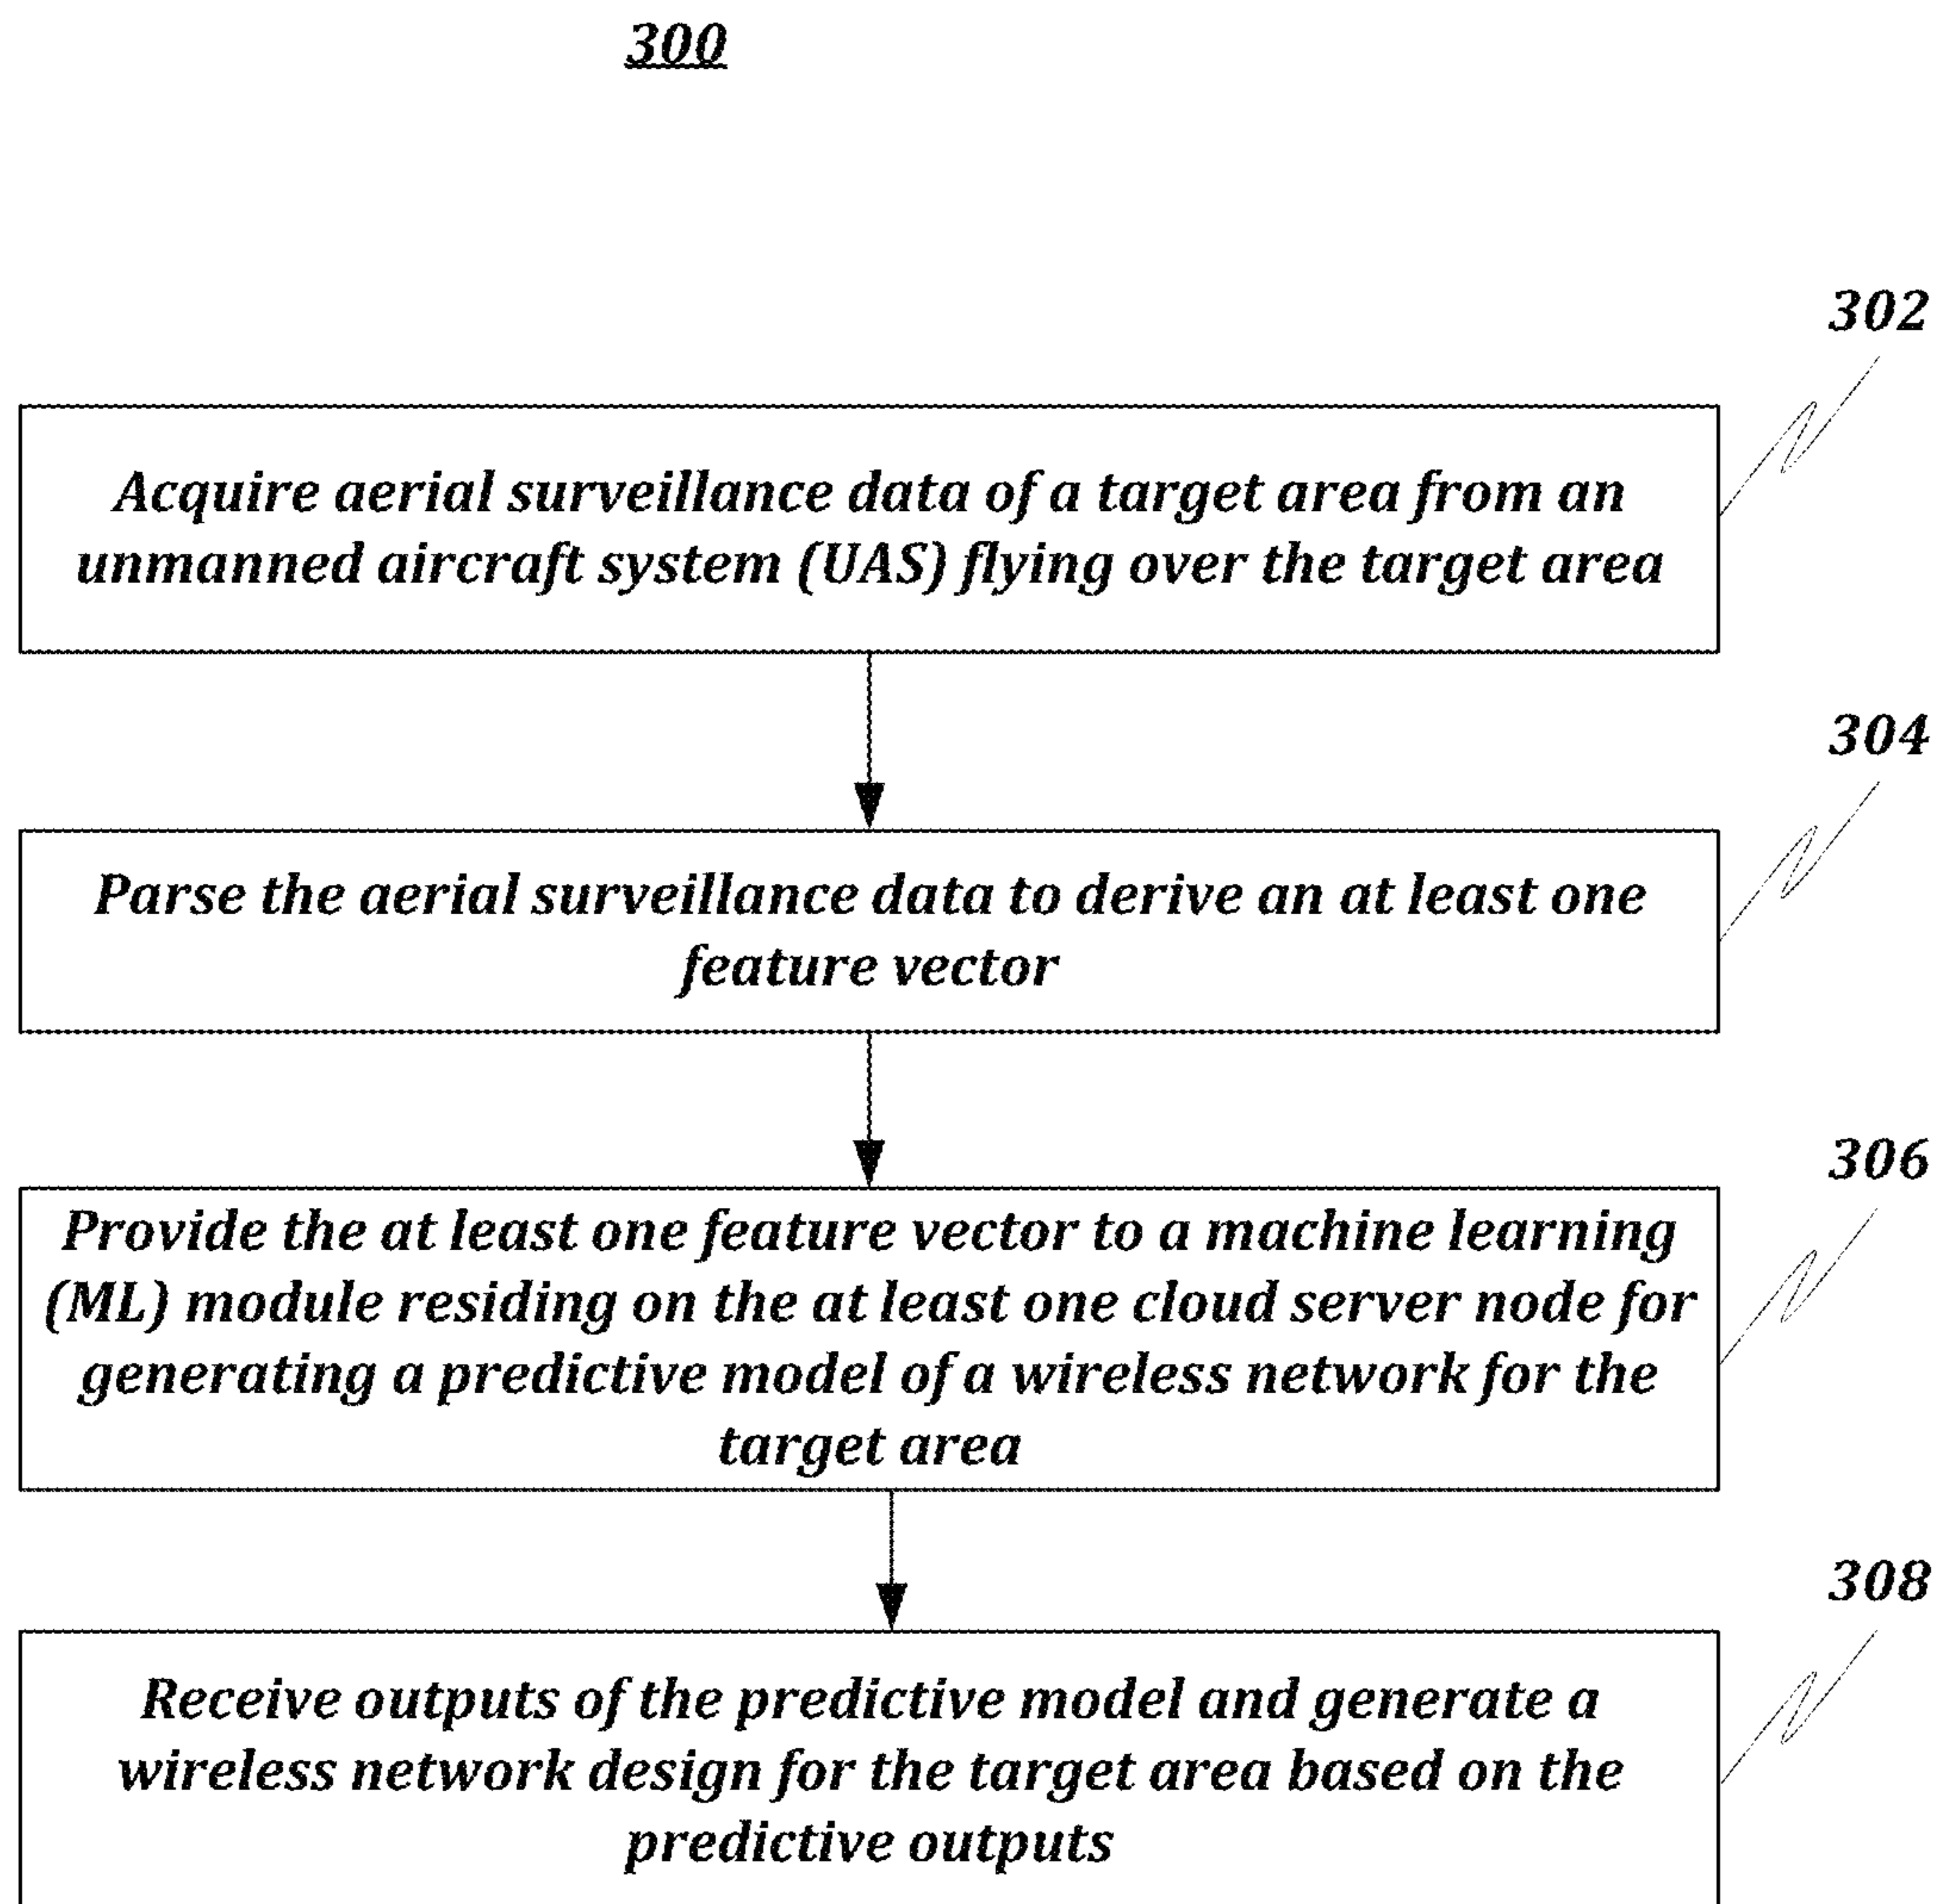 300
302
Acquire aerial surveillance data of a target area from an
unmanned aircraft system (UAS) flying over the target area
304
Parse the aerial surveillance data to derive an at least one
feature vector
306
Provide the at least one feature vector to a machine learning
(ML) module residing on the at least one cloud server node for
generating a predictive model of a wireless network for the
target area
308
Receive outputs of the predictive model and generate a
wireless network design for the target area based on the
predictive outputs